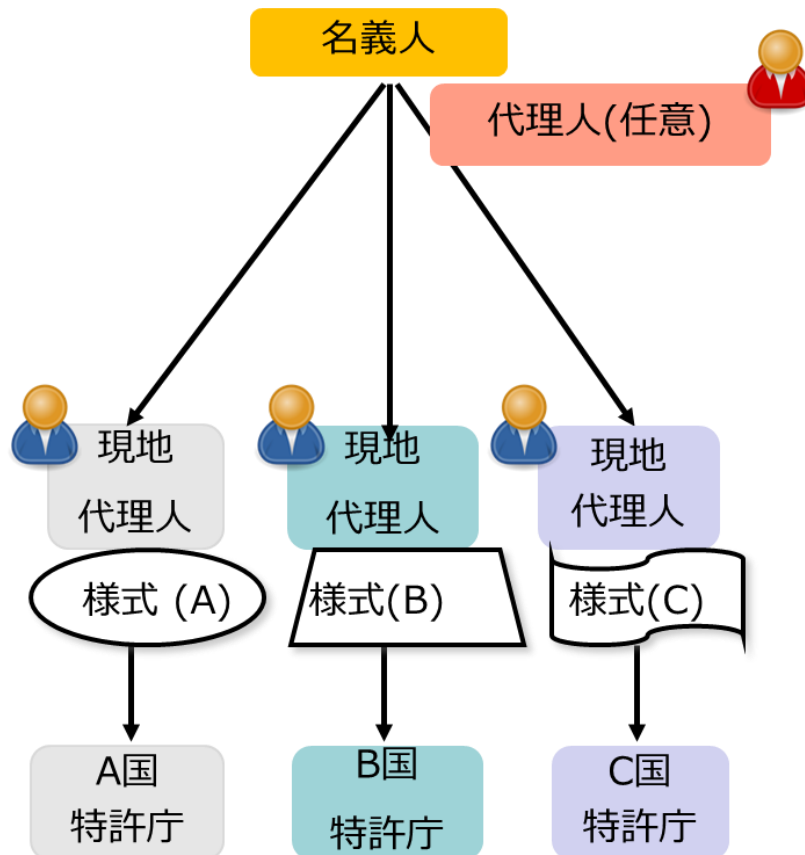 名義人
代理人(任意)
現地
代理人
現地
代理人
現地
代理人
様式 (A)
様式(B)
様式(C)
A国
特許庁
B国
特許庁
C国
特許庁